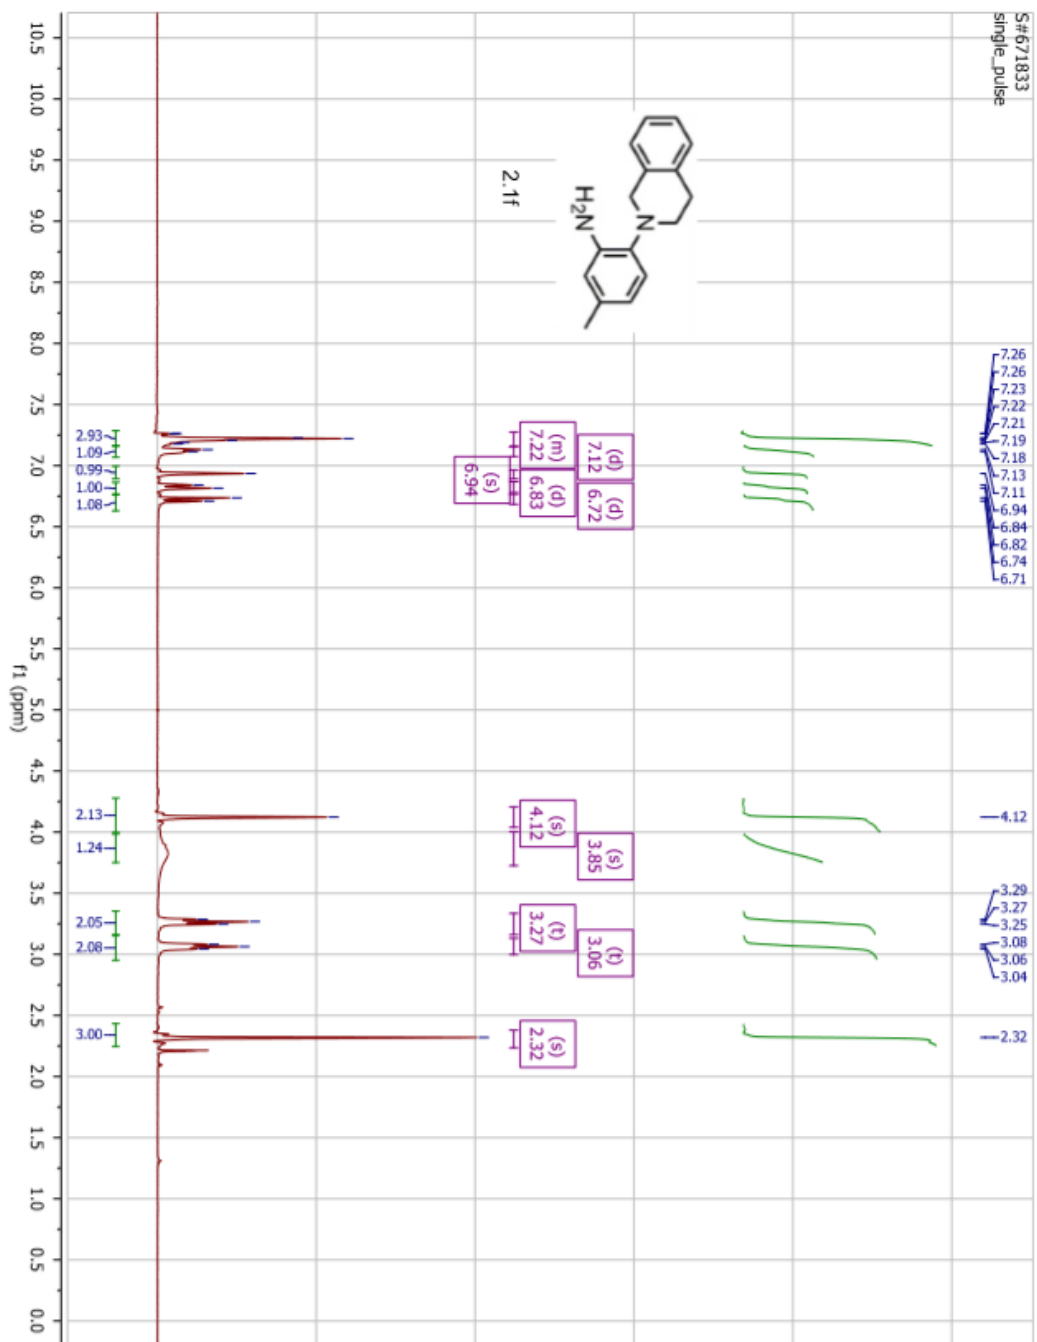 S#671833
single_pulse
7.26
7.26
7.23
7.22
7.21
7.19
7.18
7.13
7.11
6.94
6.84
6.82
6.74
6.71
4.12
3.29
3.27
3.25
3.08
3.06
3.04
2.32
N
H2N
2.1f
(d)
7.12
(d)
6.72
(m)
7.22
(d)
6.83
(s)
6.94
(s)
3.85
(s)
4.12
(t)
3.06
(t)
3.27
(s)
2.32
2.93
1.09
0.99
1.00
1.08
2.13
1.24
2.05
2.08
3.00
10.5 10.0 9.5 9.0 8.5 8.0 7.5 7.0 6.5 6.0 5.5 5.0 4.5 4.0 3.5 3.0 2.5 2.0 1.5 1.0 0.5 0.0
f1 (ppm)